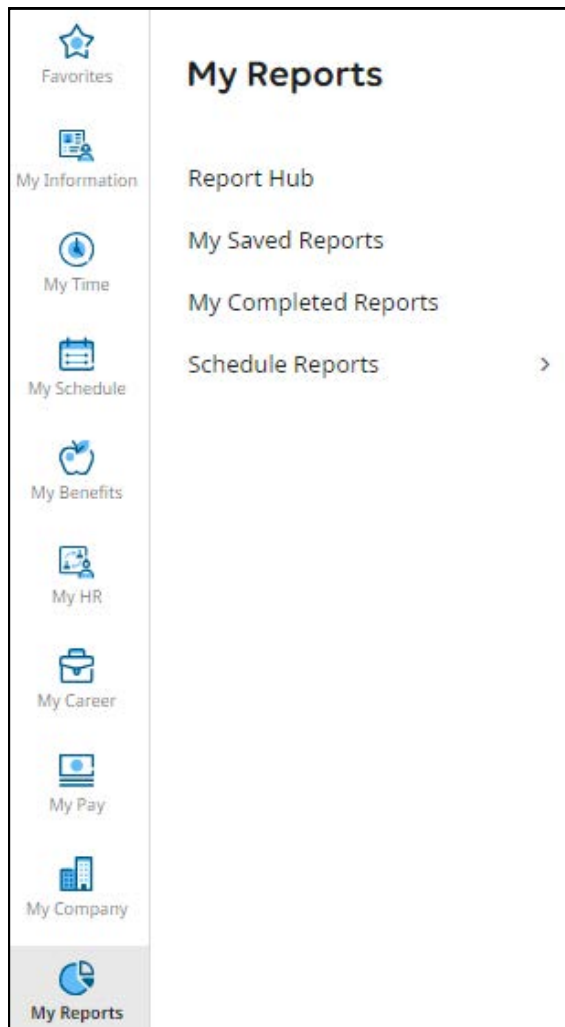 Favorites
My Information
My Time
My Schedule
My Benefits
My HR
My Career
My Pay
My Company
My Reports
My Reports
Report Hub
My Saved Reports
My Completed Reports
Schedule Reports